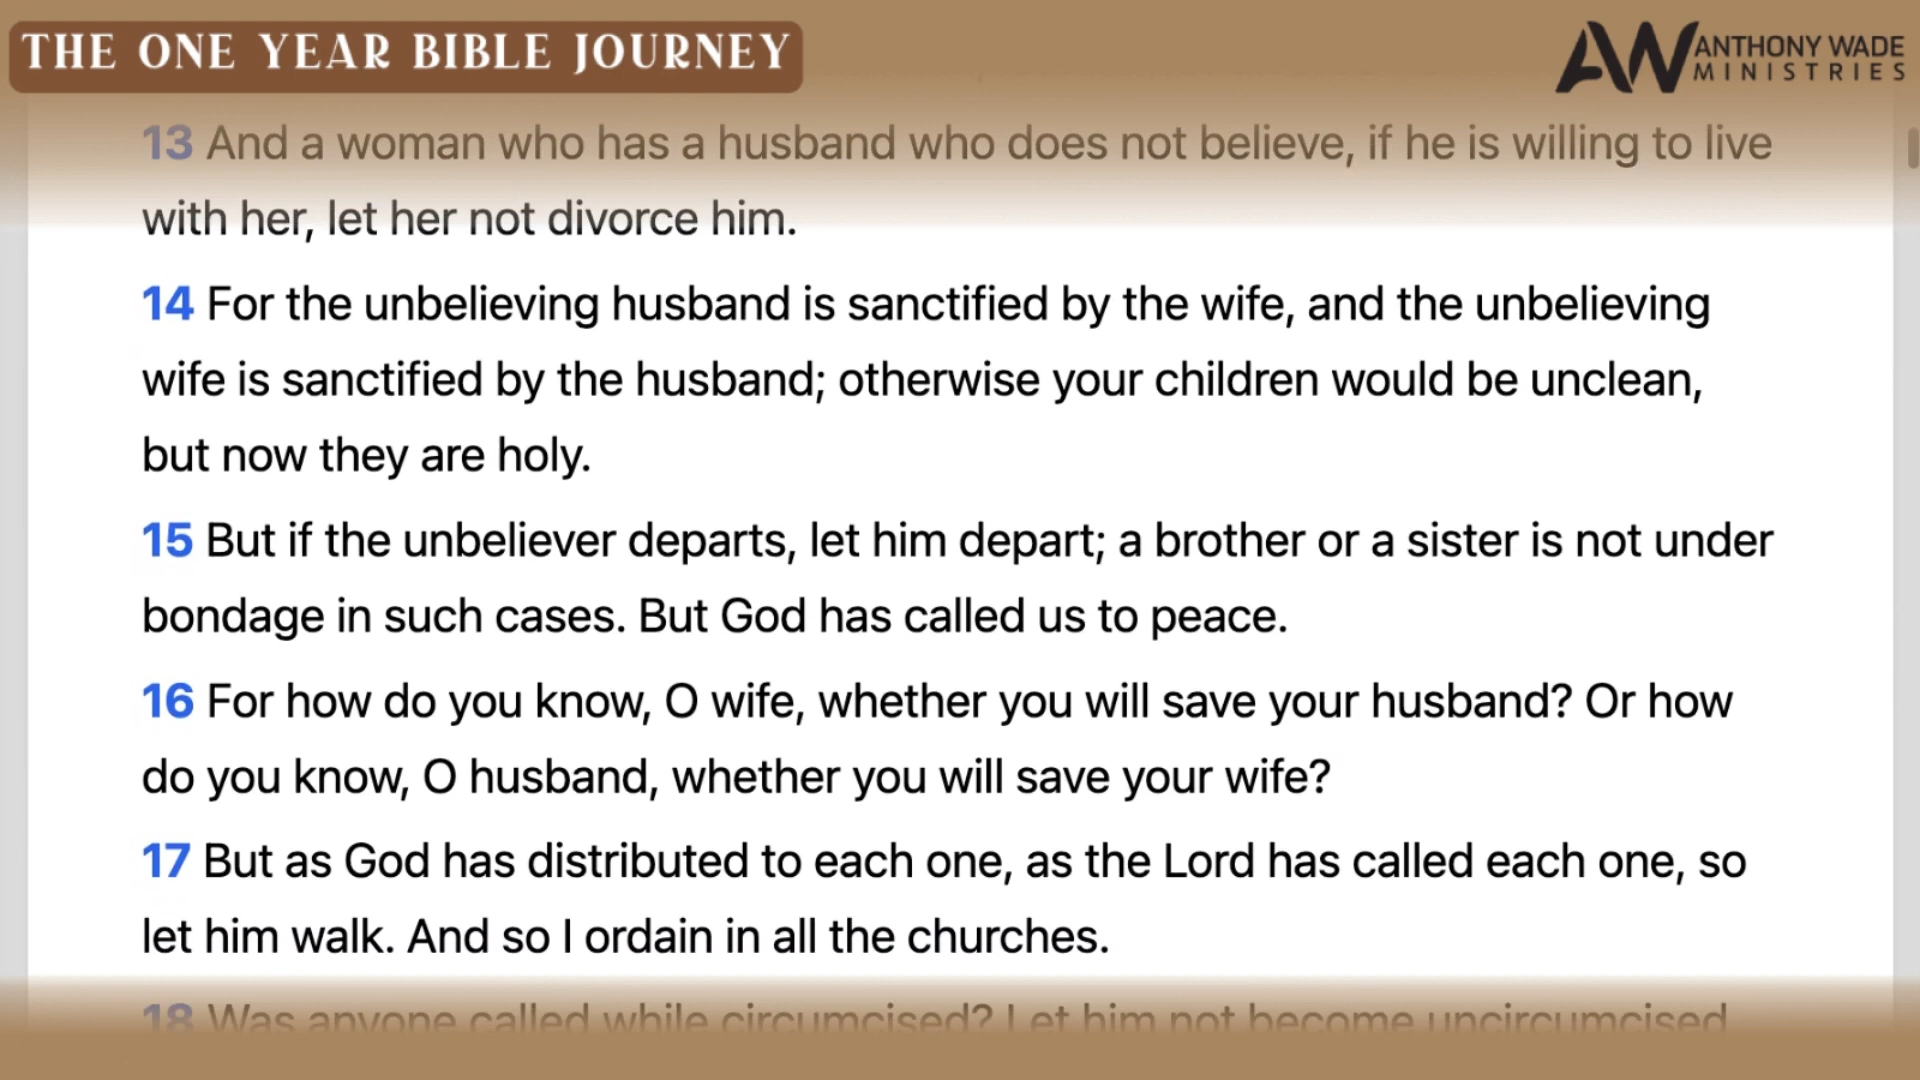 THE ONE YEAR BIBLE JOURNEY
AW ANTHONY WADE
MINISTRIES
13 And a woman who has a husband who does not believe, if he is willing to live
with her, let her not divorce him.
14 For the unbelieving husband is sanctified by the wife, and the unbelieving
wife is sanctified by the husband; otherwise your children would be unclean,
but now they are holy.
15 But if the unbeliever departs, let him depart; a brother or a sister is not under
bondage in such cases. But God has called us to peace.
16 For how do you know, O wife, whether you will save your husband? Or how
do you know, O husband, whether you will save your wife?
17 But as God has distributed to each one, as the Lord has called each one, so
let him walk. And so I ordain in all the churches.
18 Was anyone called while circumcised? Let him not become uncircumcised